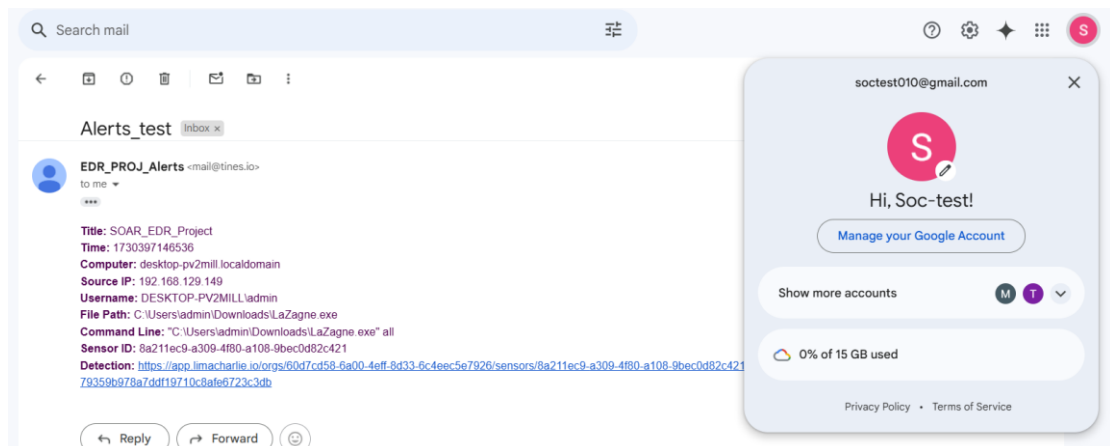 Search mail
S
soctest010@gmail.com
S
Hi, Soc-test!
Manage your Google Account
Show more accounts
M T
0% of 15 GB used
Privacy Policy • Terms of Service
Alerts_test Inbox ×
EDR_PROJ_Alerts <mail@tines.io>
to me
Title: SOAR_EDR_Project
Time: 1730397146536
Computer: desktop-pv2mill.localdomain
Source IP: 192.168.129.149
Username: DESKTOP-PV2MILL\admin
File Path: C:\Users\admin\Downloads\LaZagne.exe
Command Line: "C:\Users\admin\Downloads\LaZagne.exe" all
Sensor ID: 8a211ec9-a309-4f80-a108-9bec0d82c421
Detection: https://app.limacharlie.io/orgs/60d7cd58-6a00-4eff-8d33-6c4eec5e7926/sensors/8a211ec9-a309-4f80-a108-9bec0d82c421
79359b978a7ddf19710c8afe6723c3db
Reply Forward